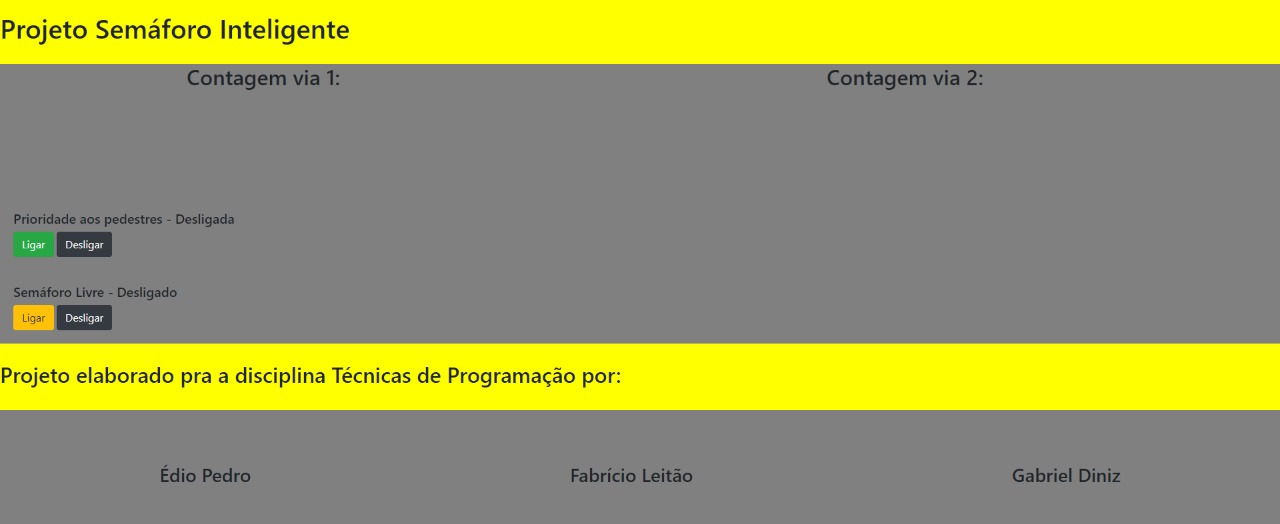 Projeto Semáforo Inteligente
Contagem via 1:
Contagem via 2:
Prioridade aos pedestres - Desligada
Ligar Desligar
Semáforo Livre - Desligado
Ligar Desligar
Projeto elaborado pra a disciplina Técnicas de Programação por:
Édio Pedro
Fabrício Leitão
Gabriel Diniz